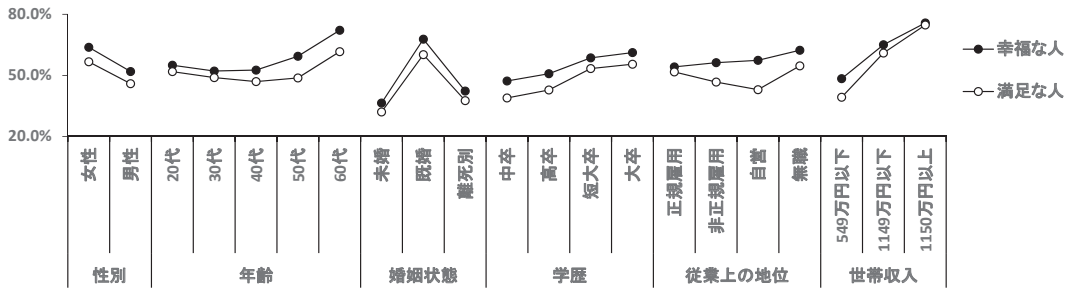 80.0%
50.0%
20.0%
幸福な人
満足な人
女性
男性
20代
30代
40代
50代
60代
未婚
既婚
離死別
中卒
高卒
短大卒
大卒
正規雇用
非正規雇用
自営
無職
549万円以下
1149万円以下
1150万円以上
性別
年齢
婚姻状態
学歴
従業上の地位
世帯収入